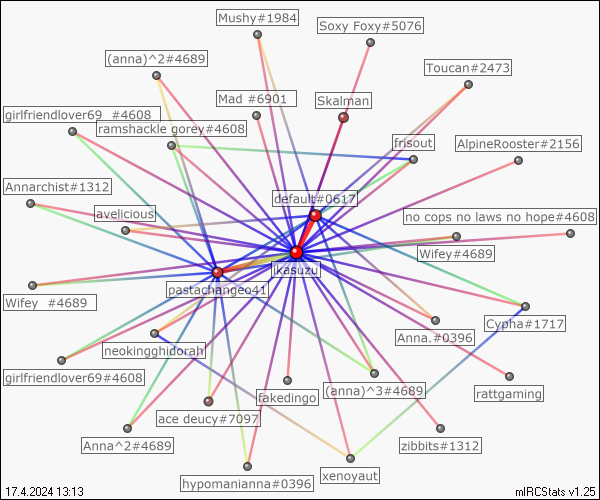 Mushy#1984
Soxy Foxy#5076
(anna)^2#4689
Toucan#2473
Mad #6901
Skalman
girlfriendlover69 #4608
ramshackle gorey#4608
frisout
AlpineRooster#2156
Annarchist#1312
default#0617
avelicious
no cops no laws no hope#4608
Wifey#4689
ikasuzu
pastachangeo41
Wifey #4689
Cypha#1717
Anna.#0396
neokingghidorah
girlfriendlover69#4608
(anna)^3#4689
rattgaming
fakedingo
ace deucy#7097
Anna^2#4689
zibbits#1312
xenoyaut
hypomanianna#0396
17.4.2024 13:13
mIRCStats v1.25